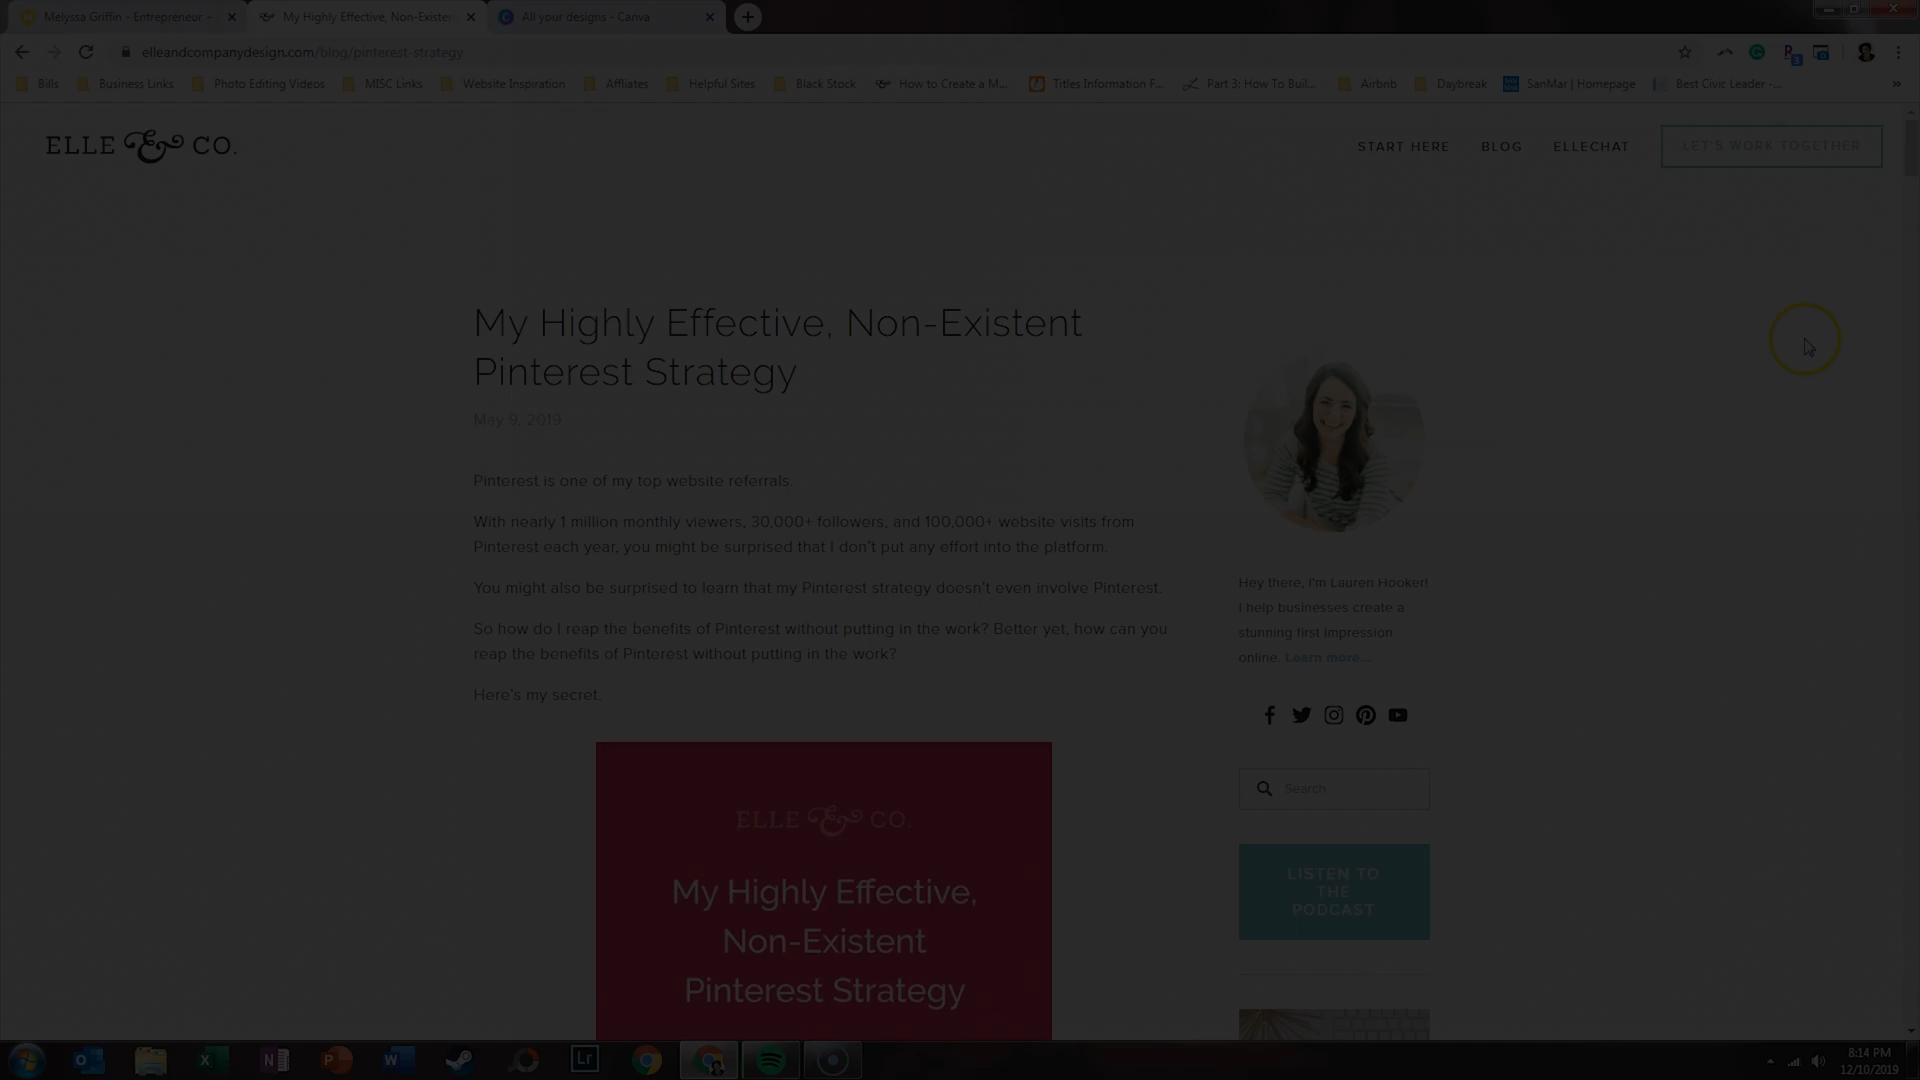 Melyssa Griffin - Entrepreneur -
My Highly Effective, Non-Existen
All your designs - Canva
elleandcompanydesign.com/blog/pinterest-strategy
Bills
Business Links
Photo Editing Videos
MISC Links
Website Inspiration
Affliates
Helpful Sites
Black Stock
How to Create a M...
Titles Information F...
Part 3: How To Buil...
Airbnb
Daybreak
SanMar | Homepage
Best Civic Leader -...
ELLE & CO.
START HERE
BLOG
ELLECHAT
LET'S WORK TOGETHER
My Highly Effective, Non-Existent
Pinterest Strategy
May 9, 2019
Pinterest is one of my top website referrals.
With nearly 1 million monthly viewers, 30,000+ followers, and 100,000+ website visits from
Pinterest each year, you might be surprised that I don't put any effort into the platform.
You might also be surprised to learn that my Pinterest strategy doesn't even involve Pinterest.
So how do I reap the benefits of Pinterest without putting in the work? Better yet, how can you
reap the benefits of Pinterest without putting in the work?
Here's my secret.
ELLE & CO.
My Highly Effective,
Non-Existent
Pinterest Strategy
Hey there, I'm Lauren Hooker!
I help businesses create a
stunning first impression
online. Learn more...
Search
LISTEN TO
THE
PODCAST
Lr
8:14 PM
12/10/2019